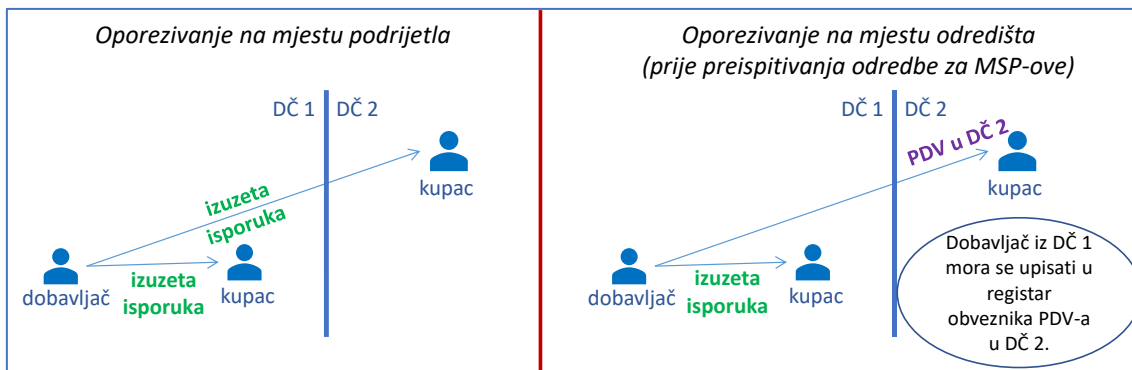 Oporezivanje na mjestu podrijetla
DČ 1
DČ 2
kupac
izuzeta
isporuka
dobavljač
izuzeta
isporuka
kupac
Oporezivanje na mjestu odredišta
(prije preispitivanja odredbe za MSP-ove)
DČ 1
DČ 2
PDV u DČ 2
kupac
dobavljač
izuzeta
isporuka
kupac
Dobavljač iz DČ 1
mora se upisati u
registar
obveznika PDV-a
u DČ 2.